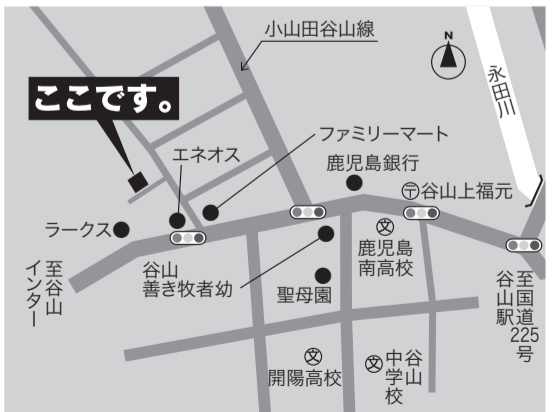 小山田谷山線
N
永田川
ここです。
ファミリーマート
エネオス
鹿児島銀行
〒谷山上福元
ラークス
文
鹿児島
南高校
至谷山
インター
谷山
善き牧者幼
聖母園
至国道225号
谷山駅
文
開陽高校
文
谷山
中学校